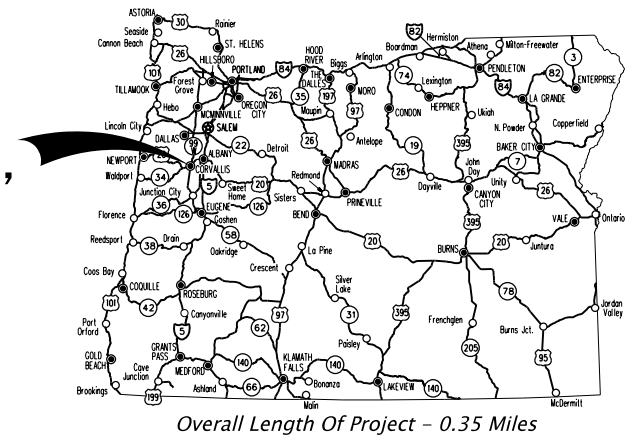 ASTORIA 30 Rainier 82 Hermiston Athena Milton-Freewater
Seaside
Cannon Beach 26 ST. HELENS HOOD RIVER Biggs Arlington Boardman 3
HILLSBORO PORTLAND 84 THE DALLES PENDLETON 82 ENTERPRISE
101 Forest Grove 74 Lexington 84
TILLAMOOK 26 35 197 MORO HEPPNER LA GRANDE
Hebo OREGON CITY 97 CONDON Ukiah
MCMINNVILLE Maupin
Lincoln City SALEM N. Powder Copperfield
DALLAS 99 22 26 Antelope 19 395 BAKER CITY
, ALBANY Detroit
NEWPORT 20 CORVALLIS MADRAS John Day 7
Waldport 34 5 Sweet Home 20 Redmond 26 Dayville Unity 26
Junction City Sisters PRINEVILLE CANYON CITY
36 126 EUGENE 126
Florence Goshen BEND 395 VALE Ontario
Reedsport 38 Drain 58 20 BURNS 20 Juntura
Oakridge La Pine
Coos Bay Crescent
COQUILLE ROSEBURG Silver Lake 78
101 42 97 395 Jordan Valley
Port Orford Canyonville 31 Frenchglen Burns Jct.
5 62
GRANTS PASS Paisley 205
GOLD BEACH 140 KLAMATH FALLS 140 95
Cave Junction MEDFORD
Brookings Ashland 66 Bonanza LAKEVIEW 140
199 Malin McDermitt
Overall Length Of Project - 0.35 Miles